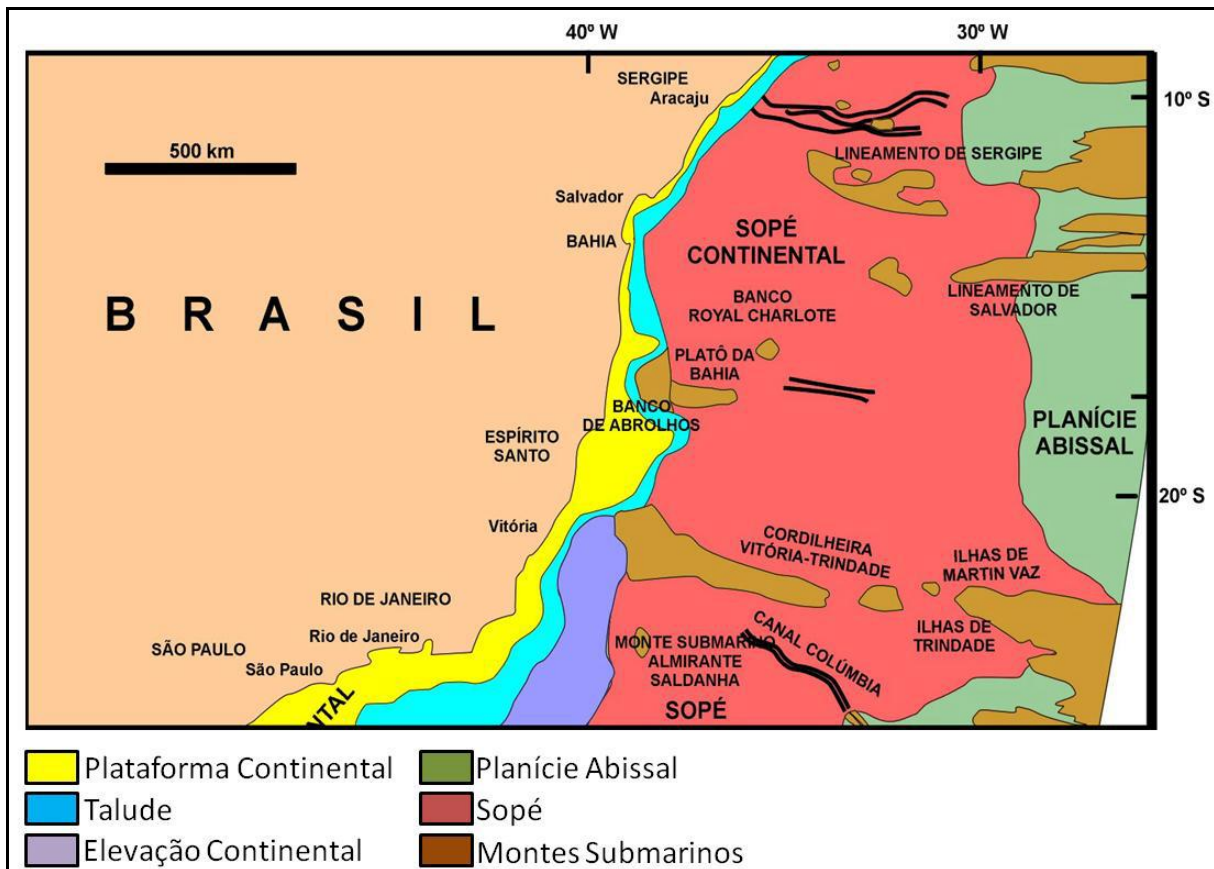 40º W
30º W
SERGIPE
Aracaju
10º S
500 km
LINEAMENTO DE SERGIPE
Salvador
BAHIA
SOPÉ
CONTINENTAL
BRASIL
BANCO
ROYAL CHARLOTE
LINEAMENTO DE
SALVADOR
PLATÔ DA
BAHIA
BANCO
DE ABROLHOS
PLANÍCIE
ABISSAL
ESPÍRITO
SANTO
20º S
Vitória
CORDILHEIRA
VITÓRIA-TRINDADE
ILHAS DE
MARTIN VAZ
RIO DE JANEIRO
Rio de Janeiro
SÃO PAULO
São Paulo
MONTE SUBMARINO
ALMIRANTE
SALDANHA
CANAL COLÚMBIA
ILHAS DE
TRINDADE
NTAL
SOPÉ
Plataforma Continental
Planície Abissal
Talude
Sopé
Elevação Continental
Montes Submarinos